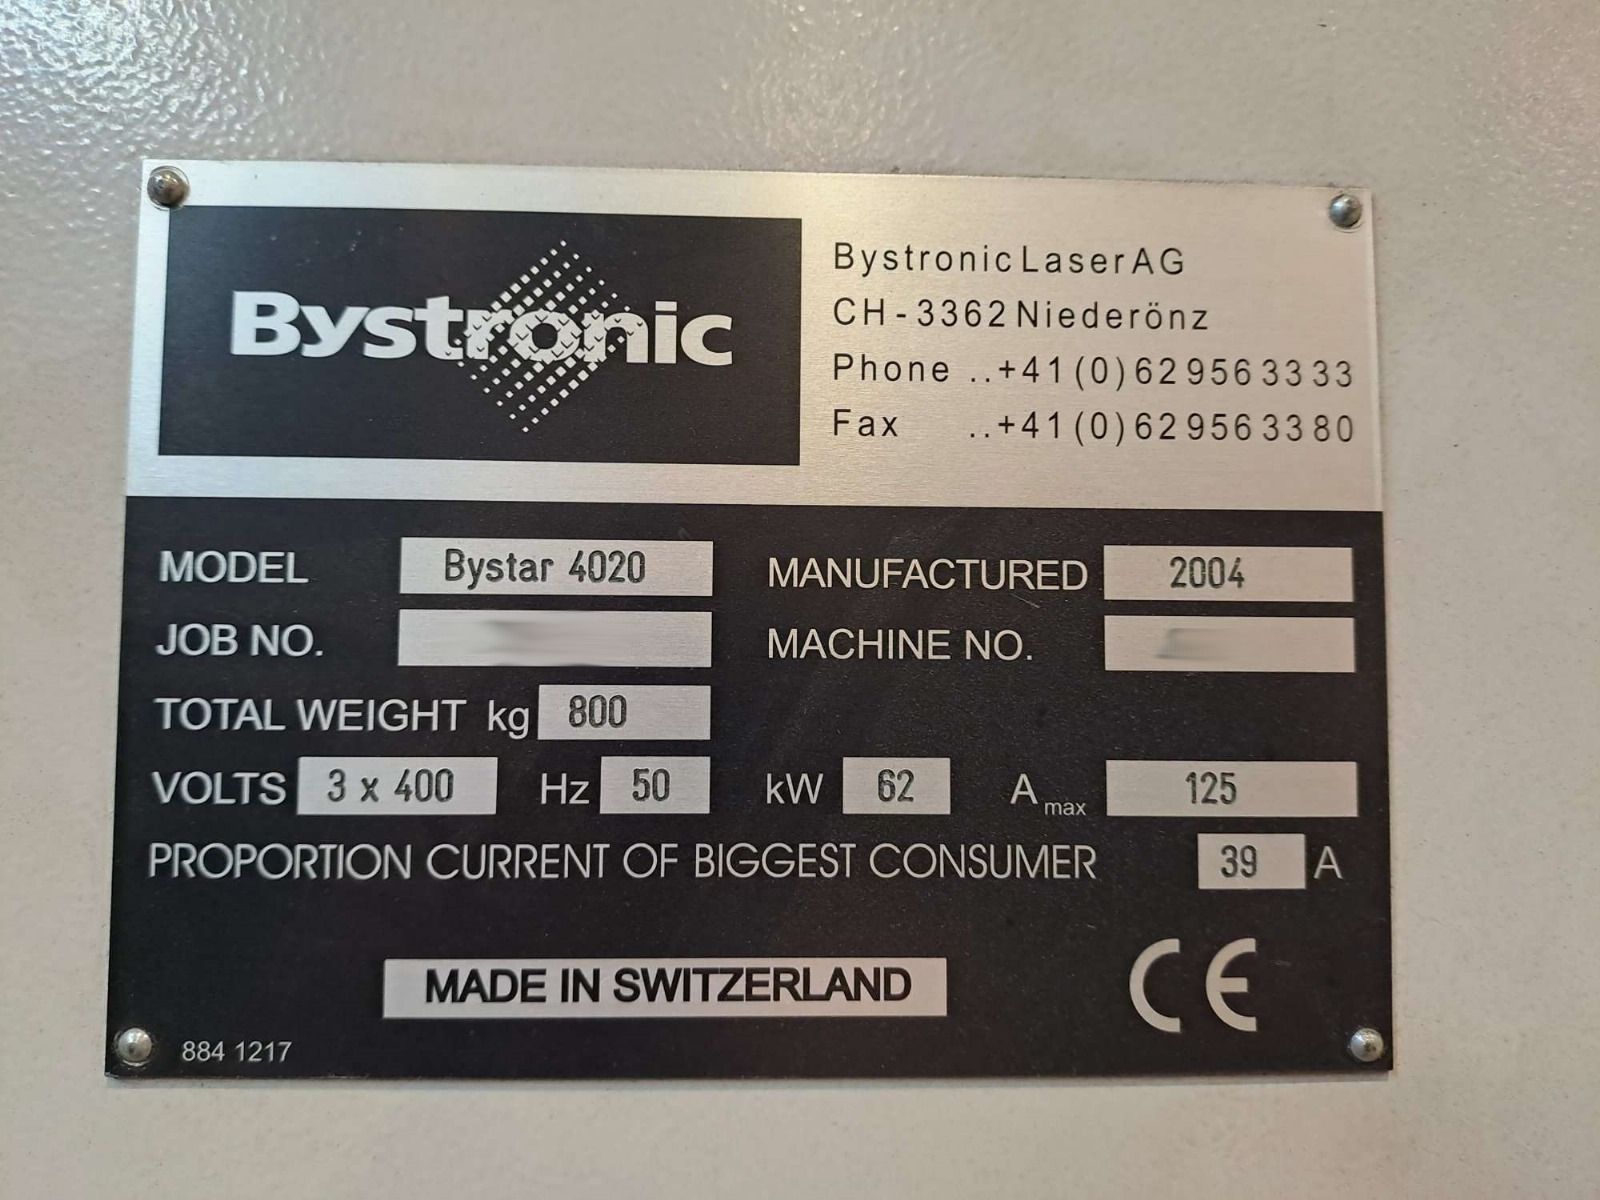 Bystronic
Bystronic Laser AG
CH - 3362 Niederönz
Phone ..+41 (0) 62 956 33 33
Fax ..+41 (0) 62 956 33 80
MODEL Bystar 4020 MANUFACTURED 2004
JOB NO. MACHINE NO.
TOTAL WEIGHT kg 800
VOLTS 3 x 400 Hz 50 kW 62 A max 125
PROPORTION CURRENT OF BIGGEST CONSUMER 39 A
MADE IN SWITZERLAND CE
884 1217